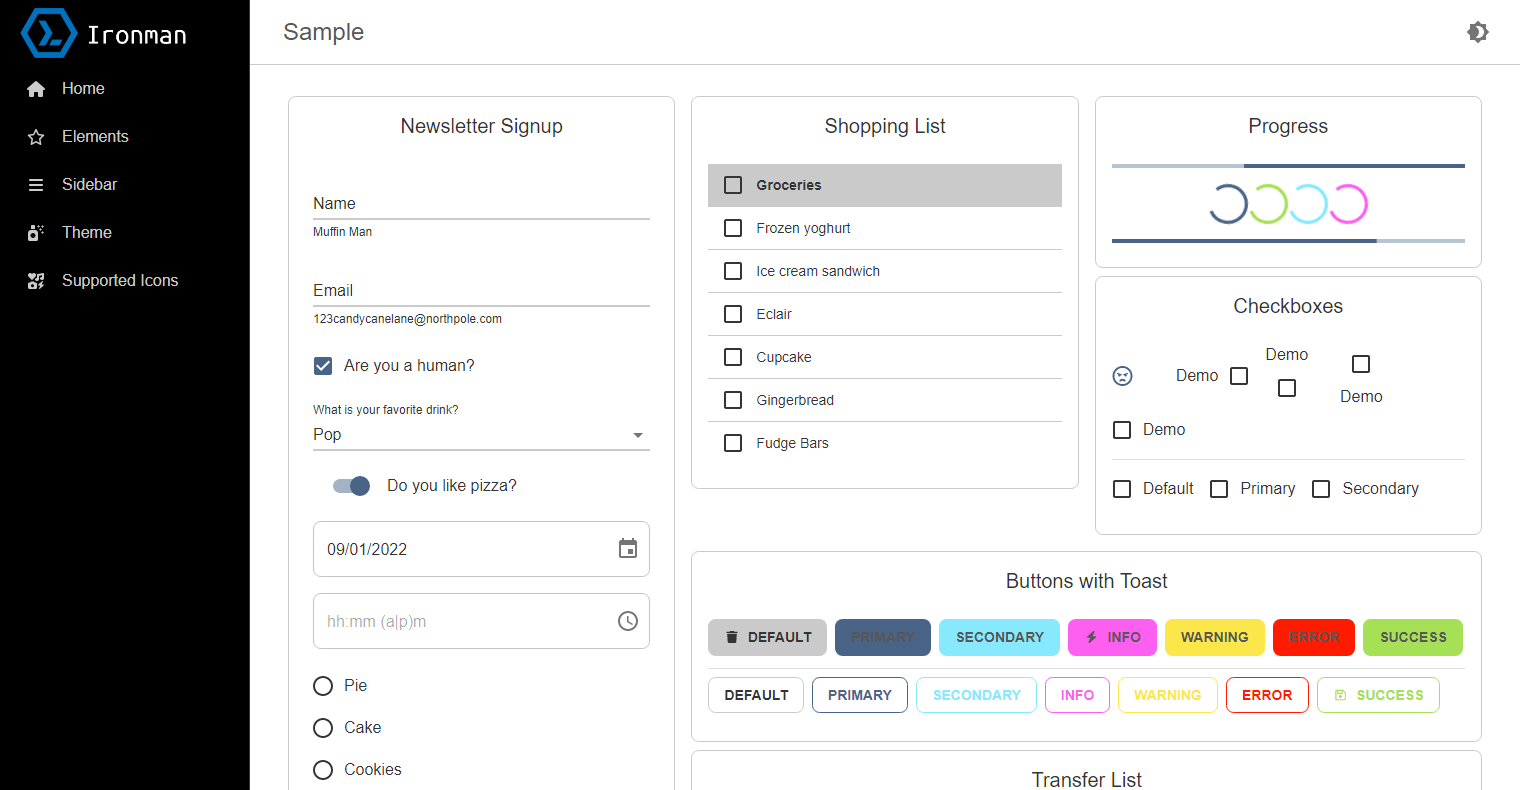 Ironman
Home
Elements
Sidebar
Theme
Supported Icons
Sample
Newsletter Signup
Name
Muffin Man
Email
123candycanelane@northpole.com
Are you a human?
What is your favorite drink?
Pop
Do you like pizza?
09/01/2022
hh:mm (a|p)m
Pie
Cake
Cookies
Shopping List
Groceries
Frozen yoghurt
Ice cream sandwich
Eclair
Cupcake
Gingerbread
Fudge Bars
Progress
Checkboxes
Demo
Demo
Demo
Demo
Default Primary Secondary
Buttons with Toast
DEFAULT PRIMARY SECONDARY INFO WARNING ERROR SUCCESS
DEFAULT PRIMARY SECONDARY INFO WARNING ERROR SUCCESS
Transfer List